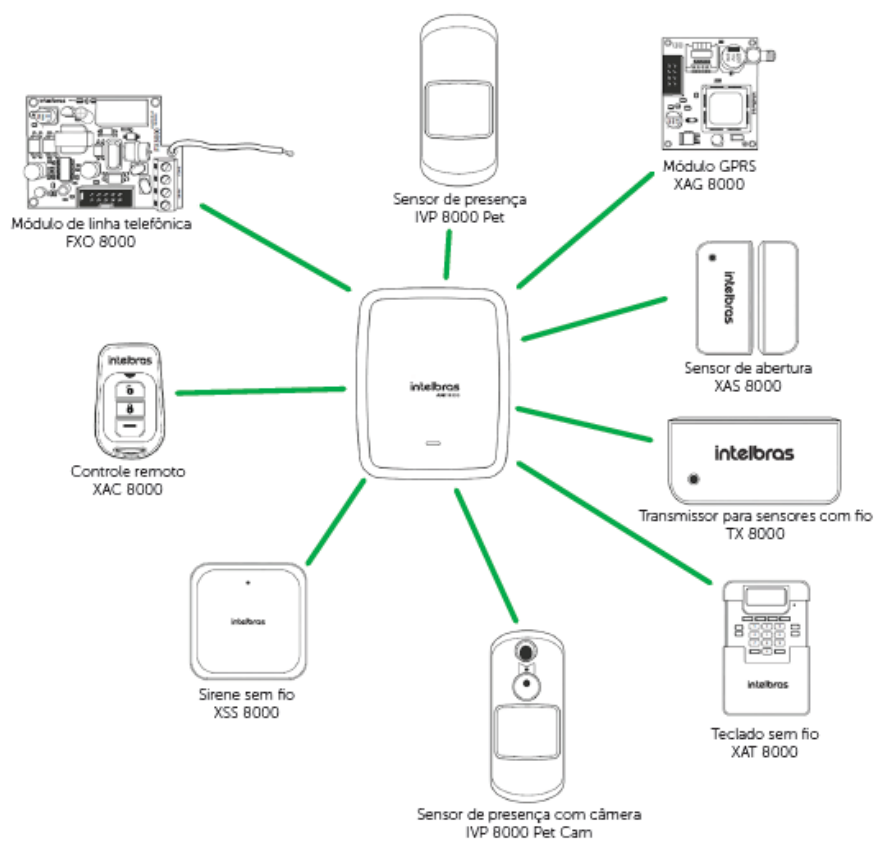 Módulo de linha telefônica
FXO 8000
Sensor de presença
IVP 8000 Pet
Módulo GPRS
XAG 8000
intelbras
Sensor de abertura
XAS 8000
intelbras
Controle remoto
XAC 8000
intelbras
intelbras
Transmissor para sensores com fio
TX 8000
intelbras
Sirene sem fio
XSS 8000
intelbras
Teclado sem fio
XAT 8000
Sensor de presença com câmera
IVP 8000 Pet Cam